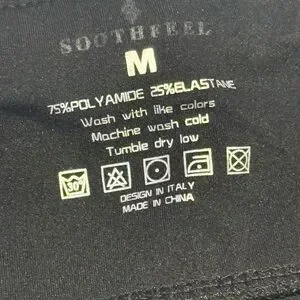 SOOTHFEEL
M
75%POLYAMIDE 25%ELASTANE
Wash with like colors
Machine wash cold
Tumble dry low
30°
DESIGN IN ITALY
MADE IN CHINA